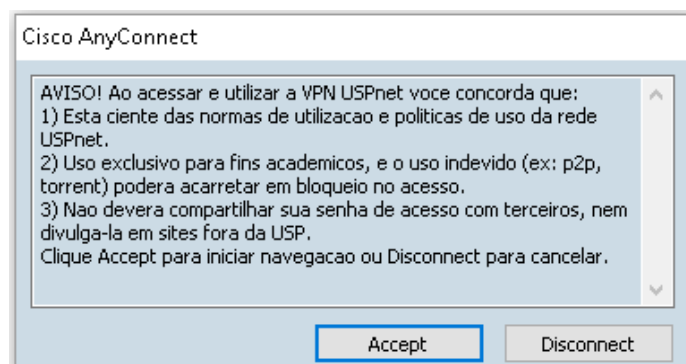 Cisco AnyConnect
AVISO! Ao acessar e utilizar a VPN USPnet voce concorda que:
1) Esta ciente das normas de utilizacao e politicas de uso da rede
USPnet.
2) Uso exclusivo para fins academicos, e o uso indevido (ex: p2p,
torrent) podera acarretar em bloqueio no acesso.
3) Nao devera compartilhar sua senha de acesso com terceiros, nem
divulga-la em sites fora da USP.
Clique Accept para iniciar navegacao ou Disconnect para cancelar.
Accept
Disconnect